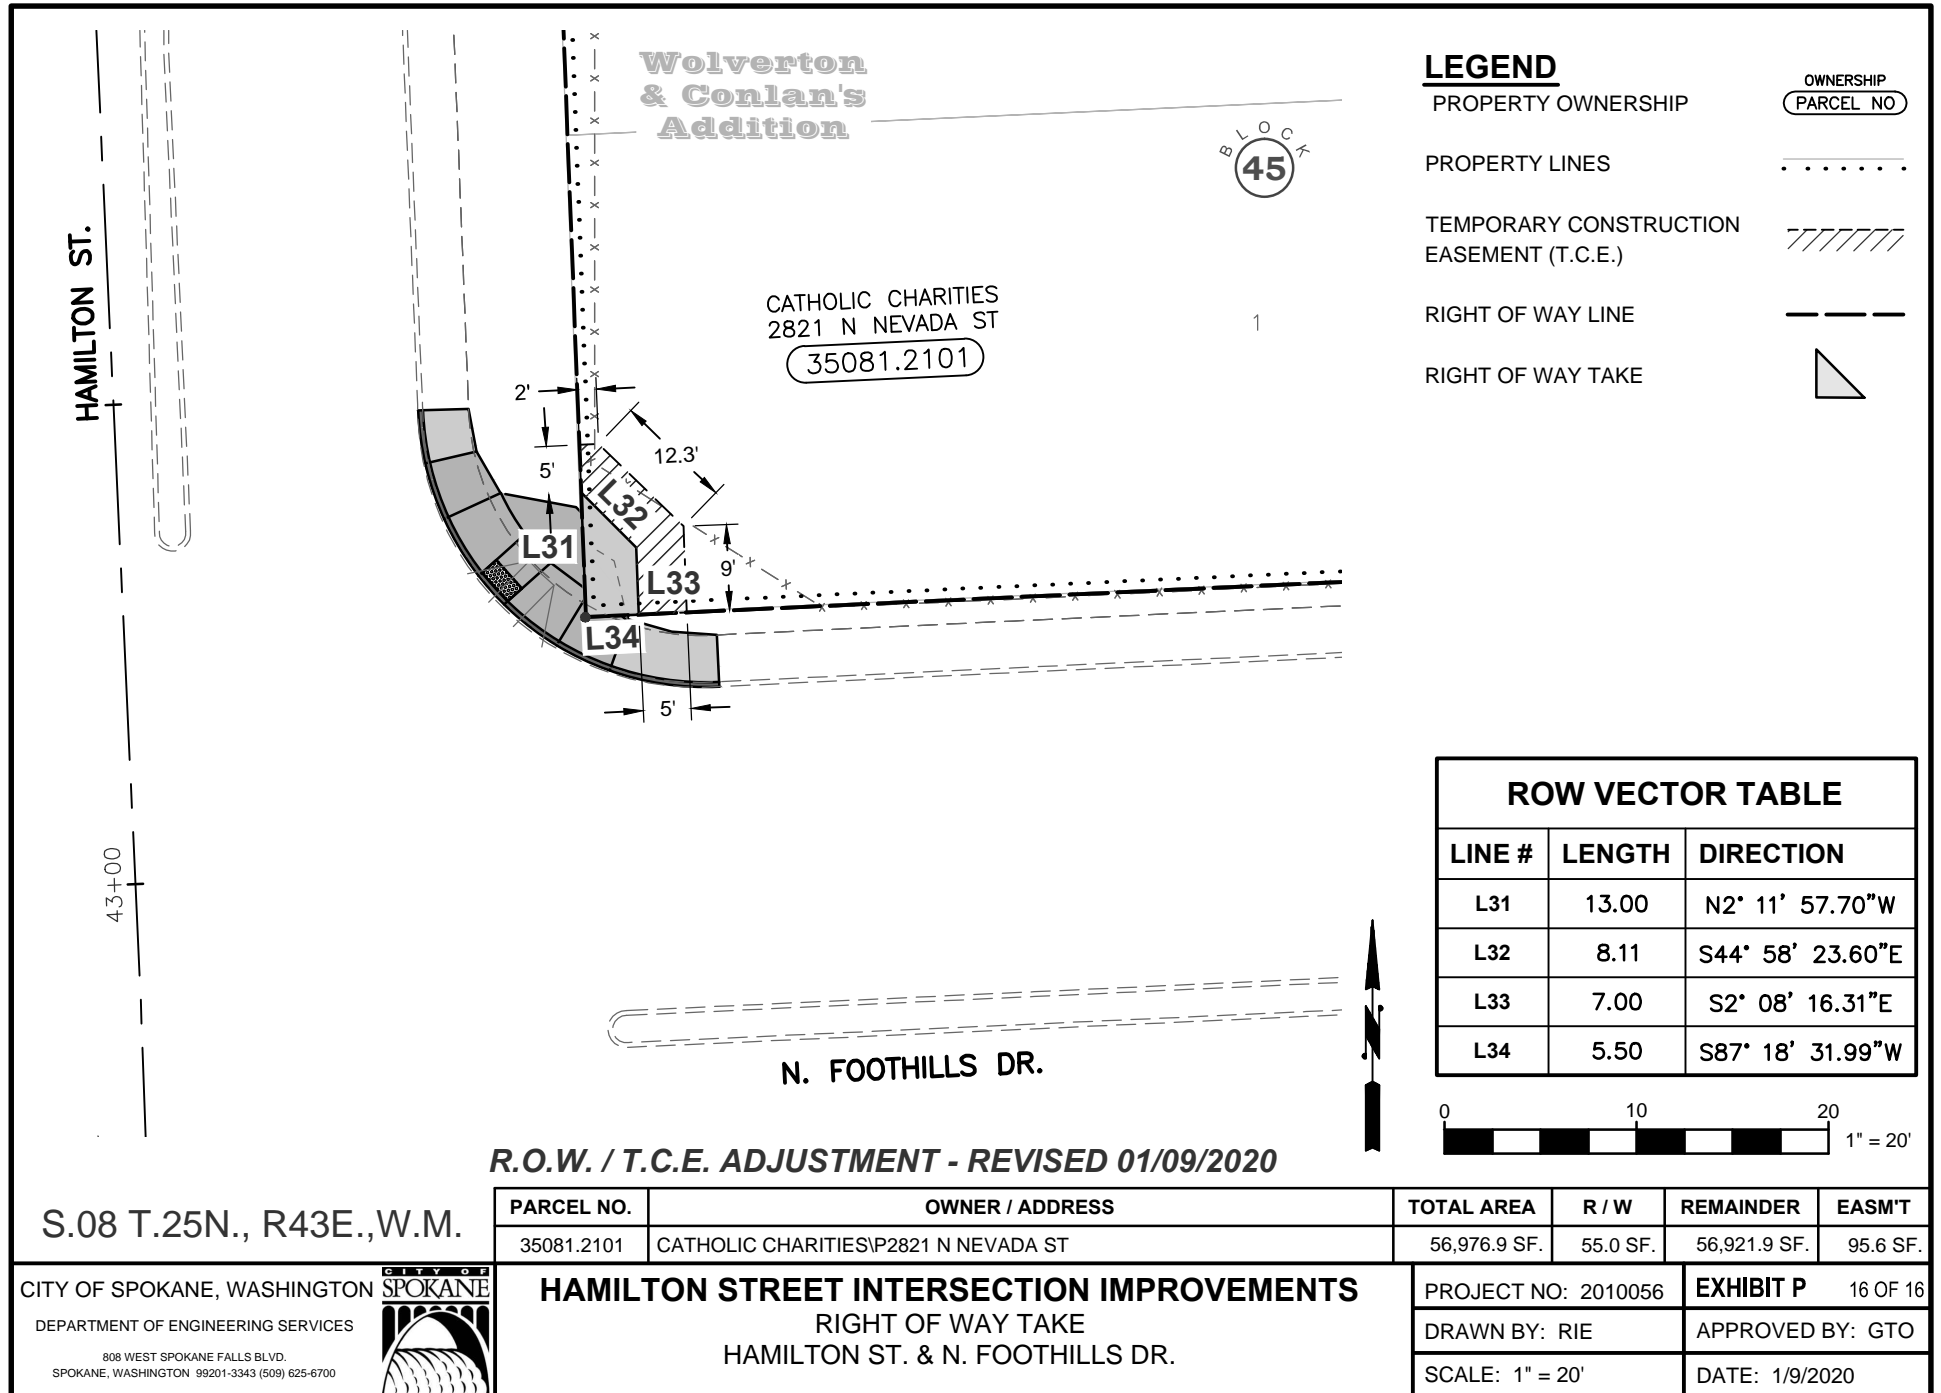 Wolverton
& Conlan's
Addition
BLOCK
45
HAMILTON ST.
CATHOLIC CHARITIES
2821 N NEVADA ST
35081.2101
1
2'
5'
12.3'
L32
L31
L33
9'
L34
5'
43+00
N. FOOTHILLS DR.
N
LEGEND
PROPERTY OWNERSHIP
OWNERSHIP
PARCEL NO
PROPERTY LINES
TEMPORARY CONSTRUCTION
EASEMENT (T.C.E.)
RIGHT OF WAY LINE
RIGHT OF WAY TAKE
ROW VECTOR TABLE
LINE # LENGTH DIRECTION
L31 13.00 N2° 11' 57.70"W
L32 8.11 S44° 58' 23.60"E
L33 7.00 S2° 08' 16.31"E
L34 5.50 S87° 18' 31.99"W
0 10 20
1" = 20'
R.O.W. / T.C.E. ADJUSTMENT - REVISED 01/09/2020
S.08 T.25N., R43E.,W.M.
PARCEL NO. OWNER / ADDRESS TOTAL AREA R / W REMAINDER EASM'T
35081.2101 CATHOLIC CHARITIES\P2821 N NEVADA ST 56,976.9 SF. 55.0 SF. 56,921.9 SF. 95.6 SF.
CITY OF SPOKANE, WASHINGTON
DEPARTMENT OF ENGINEERING SERVICES
808 WEST SPOKANE FALLS BLVD.
SPOKANE, WASHINGTON 99201-3343 (509) 625-6700
CITY OF
SPOKANE
HAMILTON STREET INTERSECTION IMPROVEMENTS
RIGHT OF WAY TAKE
HAMILTON ST. & N. FOOTHILLS DR.
PROJECT NO: 2010056
EXHIBIT P 16 OF 16
DRAWN BY: RIE
APPROVED BY: GTO
SCALE: 1" = 20'
DATE: 1/9/2020